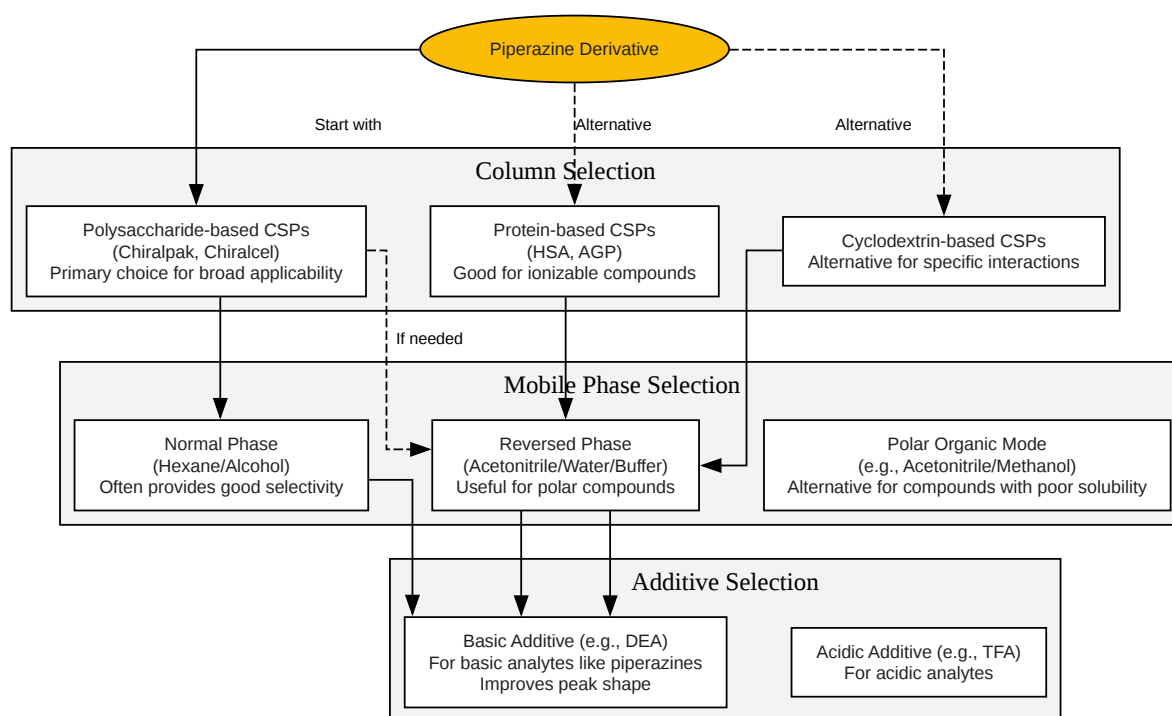 Piperazine Derivative
Start with
Alternative
Alternative
Column Selection
Polysaccharide-based CSPs
(Chiralpak, Chiralcel)
Primary choice for broad applicability
Protein-based CSPs
(HSA, AGP)
Good for ionizable compounds
Cyclodextrin-based CSPs
Alternative for specific interactions
If needed
Mobile Phase Selection
Normal Phase
(Hexane/Alcohol)
Often provides good selectivity
Reversed Phase
(Acetonitrile/Water/Buffer)
Useful for polar compounds
Polar Organic Mode
(e.g., Acetonitrile/Methanol)
Alternative for compounds with poor solubility
Additive Selection
Basic Additive (e.g., DEA)
For basic analytes like piperazines
Improves peak shape
Acidic Additive (e.g., TFA)
For acidic analytes